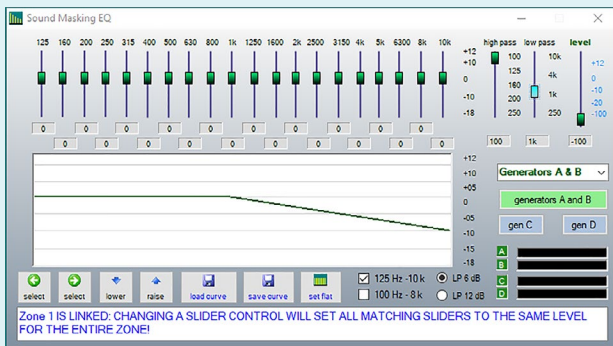 Sound Masking EQ
125 160 200 250 315 400 500 630 800 1k 1250 1600 2k 2500 3150 4k 5k 6300 8k 10k
high pass low pass level
+12
+10
0
-10
-18
100
125
160
200
250
10k
4k
1k
250
+12
0
-10
-20
-100
0 0 0 0 0 0 0 0 0 0
0 0 0 0 0 0 0 0 0 0
100 1k -100
+12
+10
+05
0
-05
-10
-15
-18
Generators A & B
generators A and B
gen C gen D
A
B
C
D
select select lower raise load curve save curve set flat
125 Hz -10 k LP 6 dB
100 Hz - 8 k LP 12 dB
Zone 1 IS LINKED: CHANGING A SLIDER CONTROL WILL SET ALL MATCHING SLIDERS TO THE SAME LEVEL
FOR THE ENTIRE ZONE!